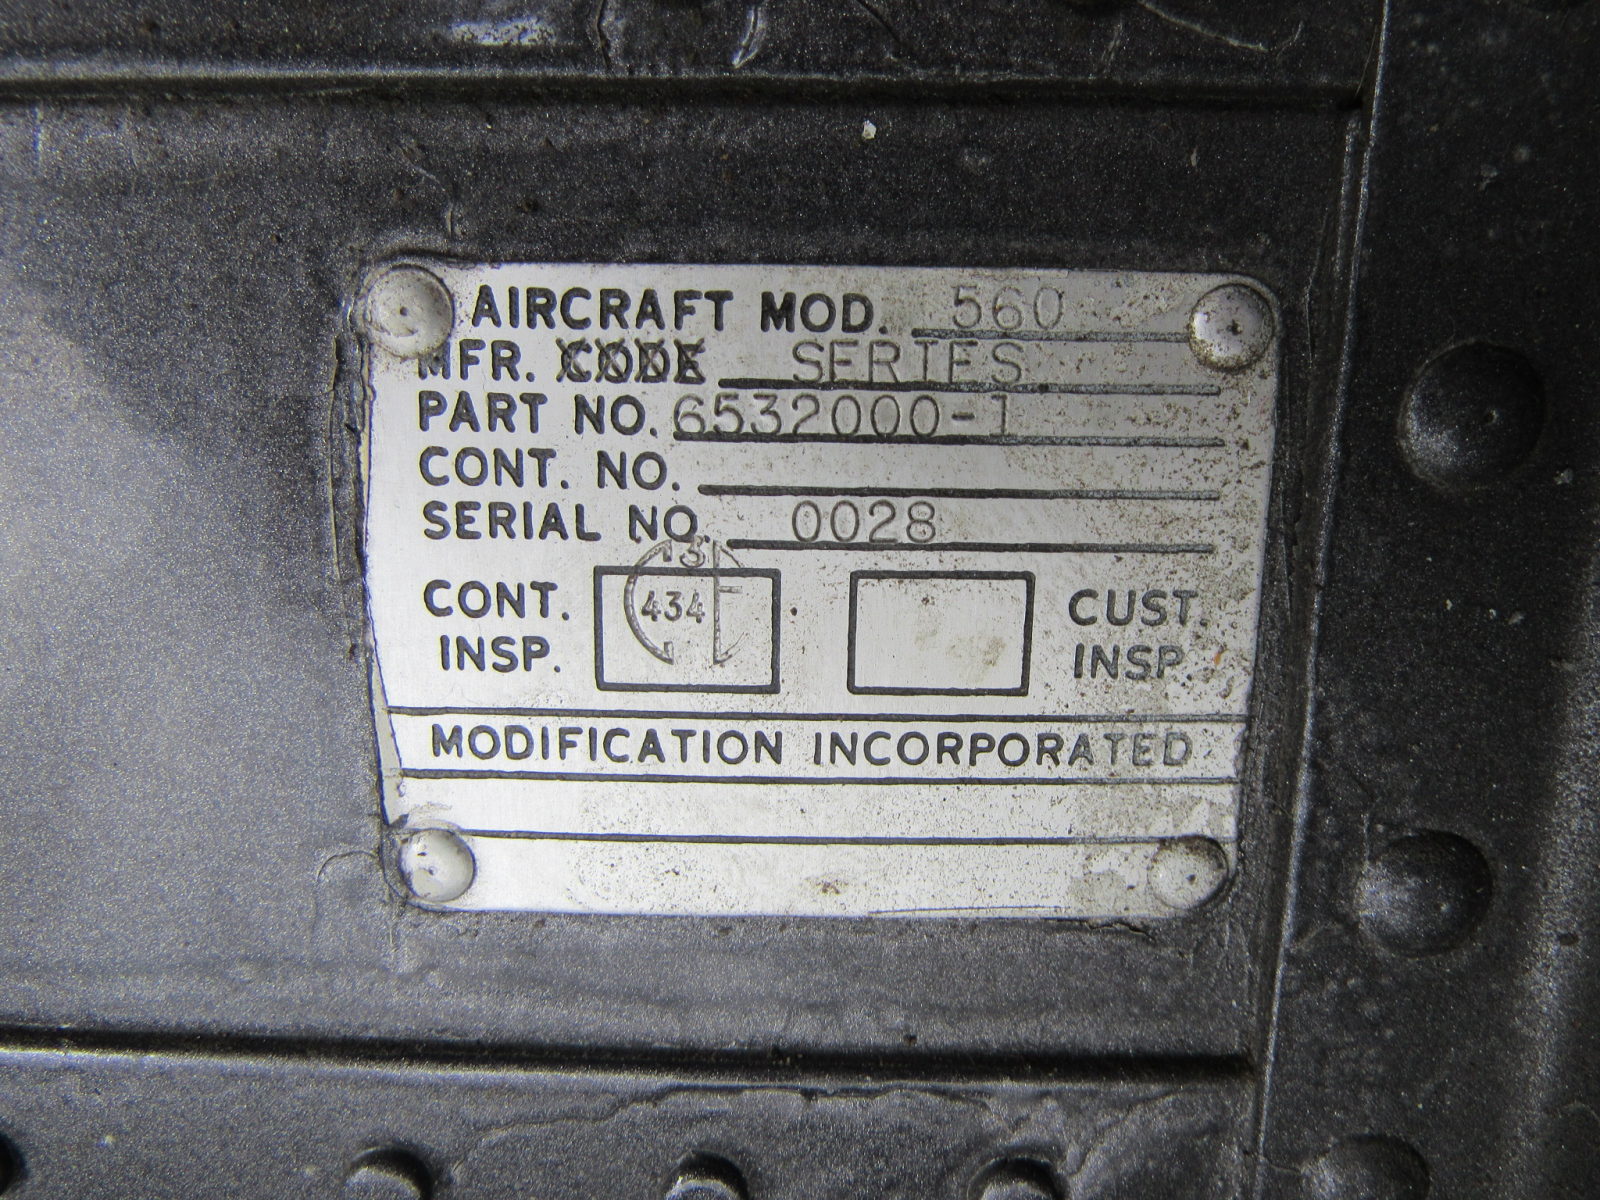 AIRCRAFT MOD. 560
MFR. CODE SERIES
PART NO. 6532000-1
CONT. NO.
SERIAL NO. 0028
434
CONT. INSP.
CUST. INSP.
MODIFICATION INCORPORATED